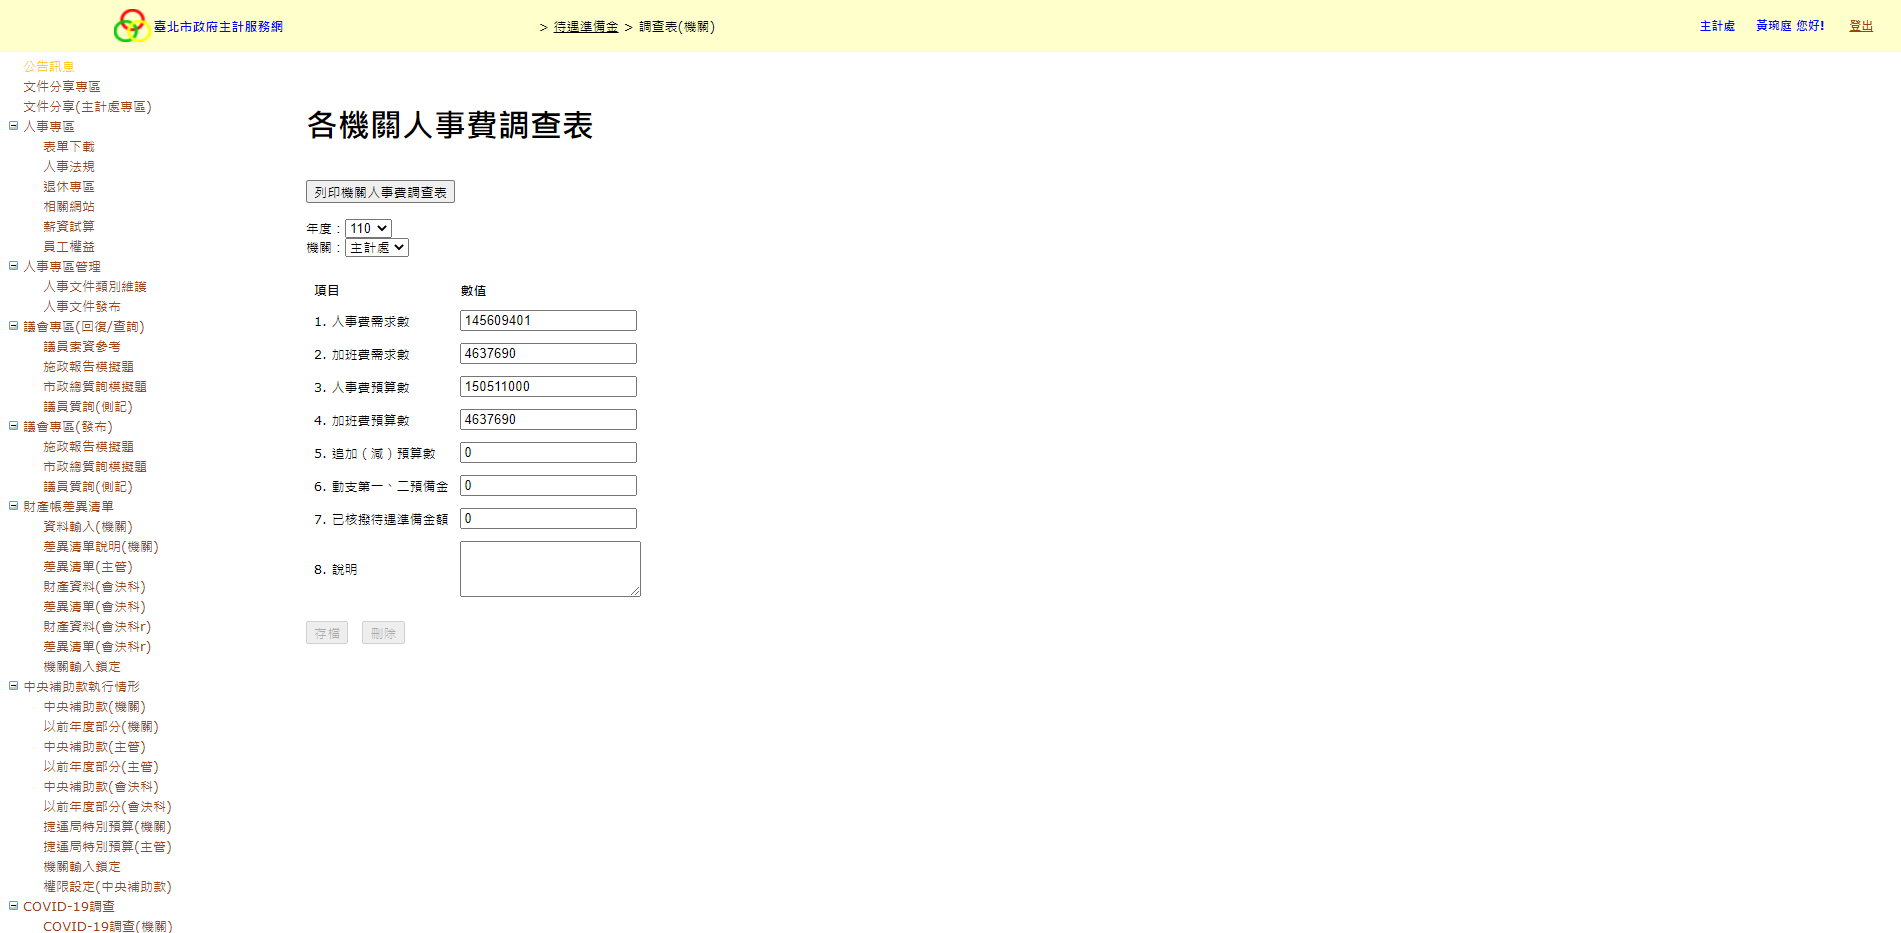 臺北市政府主計服務網
> 待遇準備金 > 調查表(機關)
主計處 黃琬庭 您好! 登出
公告訊息
文件分享專區
文件分享(主計處專區)
人事專區
表單下載
人事法規
退休專區
相關網站
薪資試算
員工權益
人事專區管理
人事文件類別維護
人事文件發布
議會專區(回復/查詢)
議員索資參考
施政報告模擬題
市政總質詢模擬題
議員質詢(側記)
議會專區(發布)
施政報告模擬題
市政總質詢模擬題
議員質詢(側記)
財產帳差異清單
資料輸入(機關)
差異清單說明(機關)
差異清單(主管)
財產資料(會決科)
差異清單(會決科)
財產資料(會決科r)
差異清單(會決科r)
機關輸入鎖定
中央補助款執行情形
中央補助款(機關)
以前年度部分(機關)
中央補助款(主管)
以前年度部分(主管)
中央補助款(會決科)
以前年度部分(會決科)
捷運局特別預算(機關)
捷運局特別預算(主管)
機關輸入鎖定
權限設定(中央補助款)
COVID-19調查
COVID-19調查(機關)
各機關人事費調查表
列印機關人事費調查表
年度：110
機關：主計處
項目 數值
1. 人事費需求數 145609401
2. 加班費需求數 4637690
3. 人事費預算數 150511000
4. 加班費預算數 4637690
5. 追加（減）預算數 0
6. 動支第一、二預備金 0
7. 已核撥待遇準備金額 0
8. 說明
存檔 刪除